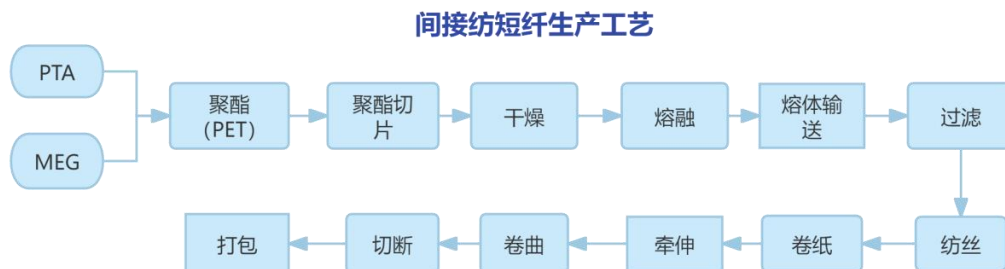 间接纺短纤生产工艺
PTA
MEG
聚酯
(PET)
聚酯切
片
干燥
熔融
熔体输
送
过滤
纺丝
卷纸
牵伸
卷曲
切断
打包